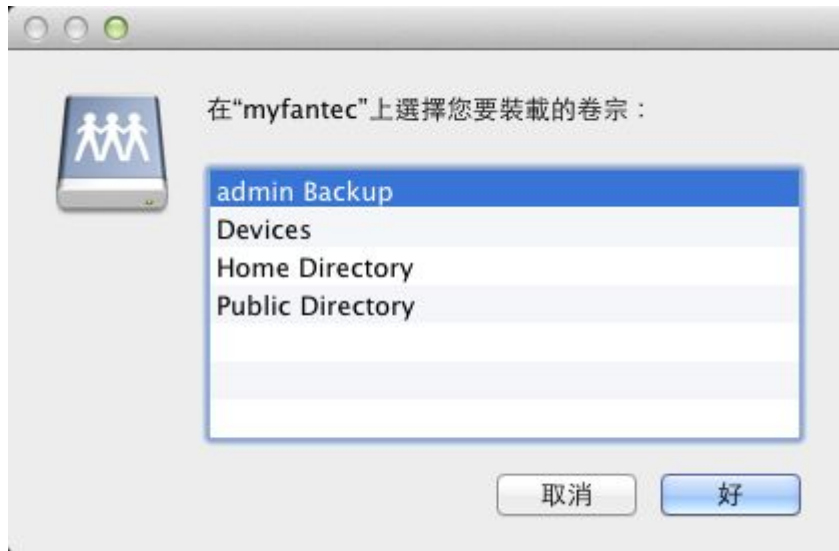 在“myfantec”上選擇您要裝載的卷宗：
admin Backup
Devices
Home Directory
Public Directory
取消
好